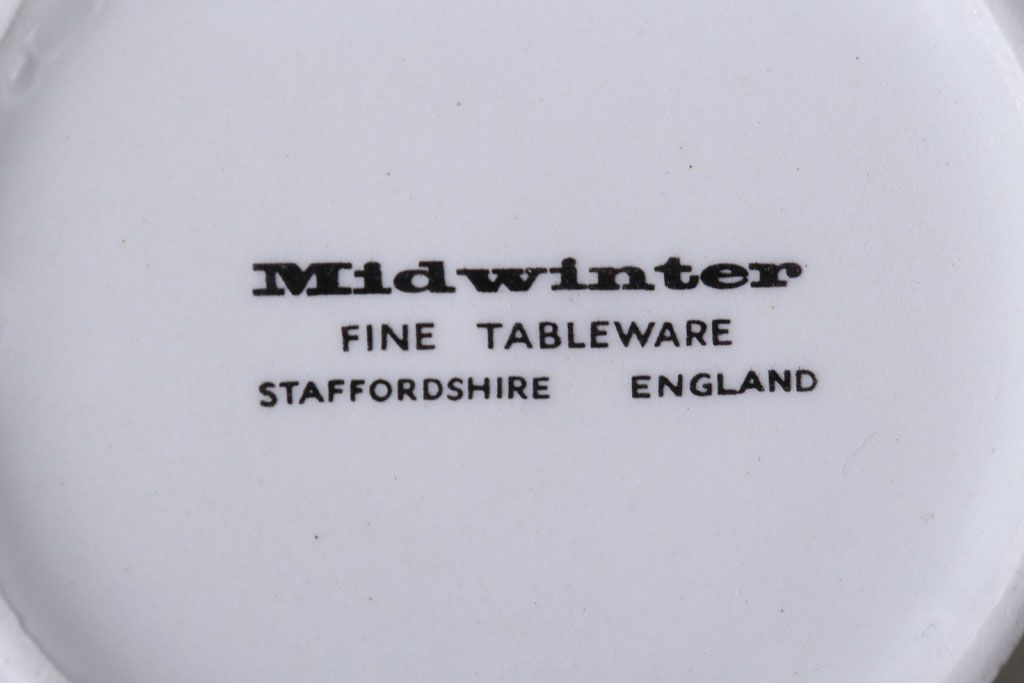 Midwinter
FINE TABLEWARE
STAFFORDSHIRE ENGLAND